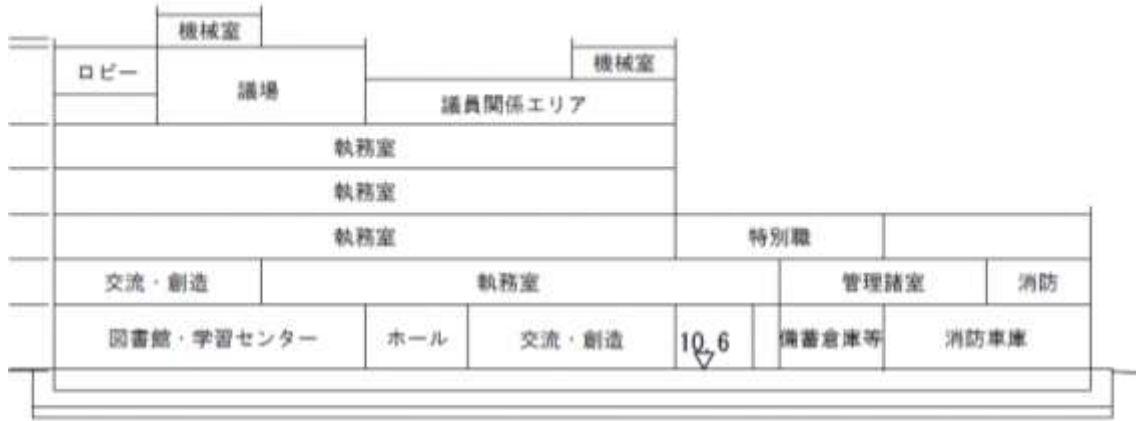 機械室
ロビー
議場
機械室
議員関係エリア
執務室
執務室
執務室
特別職
交流・創造
執務室
管理諸室
消防
図書館・学習センター
ホール
交流・創造
10.6
備蓄倉庫等
消防車庫